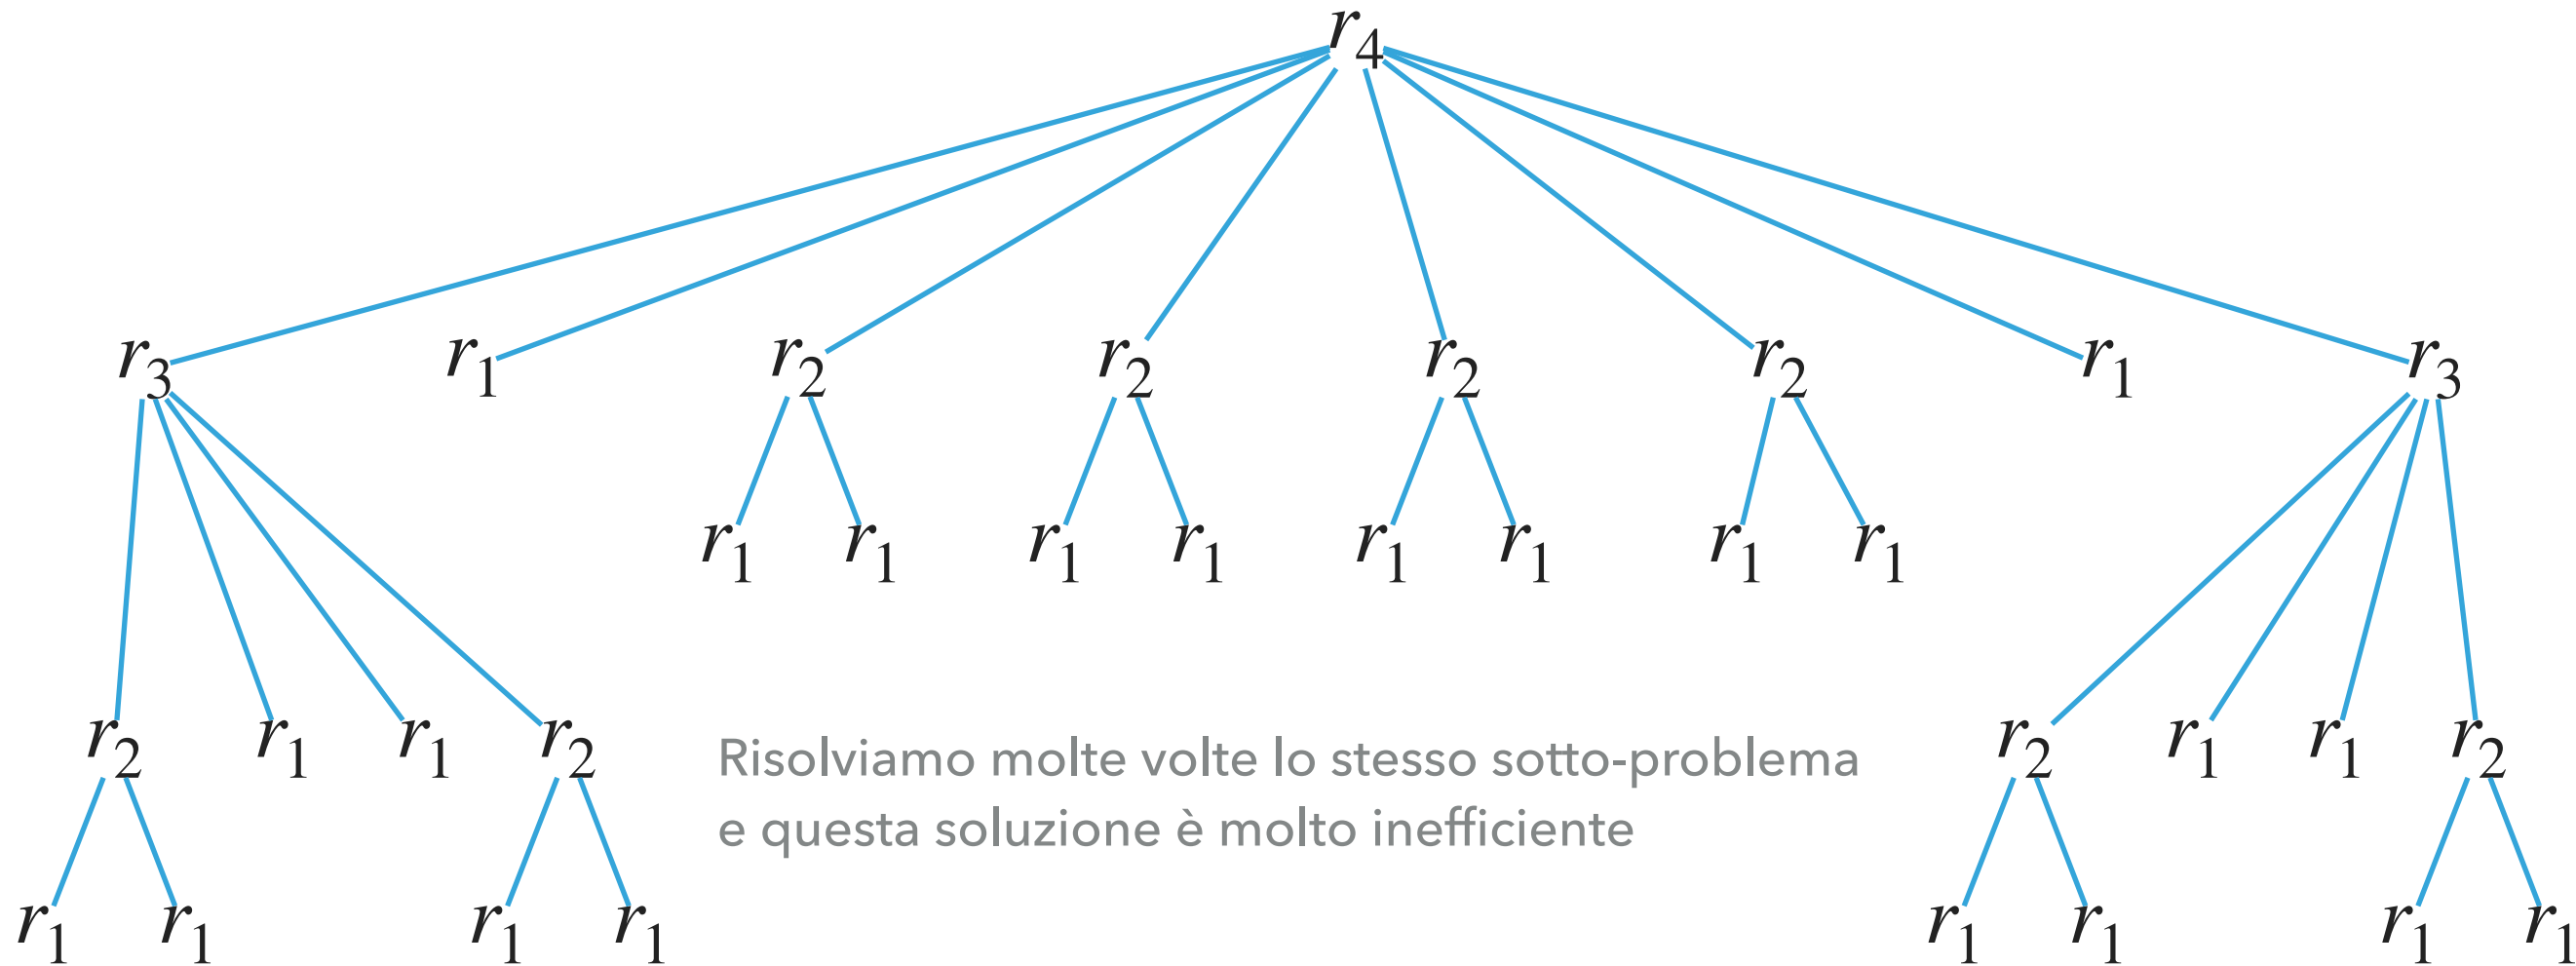 r₄
r₃ r₁ r₂ r₂ r₂ r₂ r₁ r₃
r₁ r₁ r₁ r₁ r₁ r₁ r₁ r₁
r₂ r₁ r₁ r₂ r₂ r₁ r₁ r₂
Risolviamo molte volte lo stesso sotto-problema
e questa soluzione è molto inefficiente
r₁ r₁ r₁ r₁ r₁ r₁ r₁ r₁